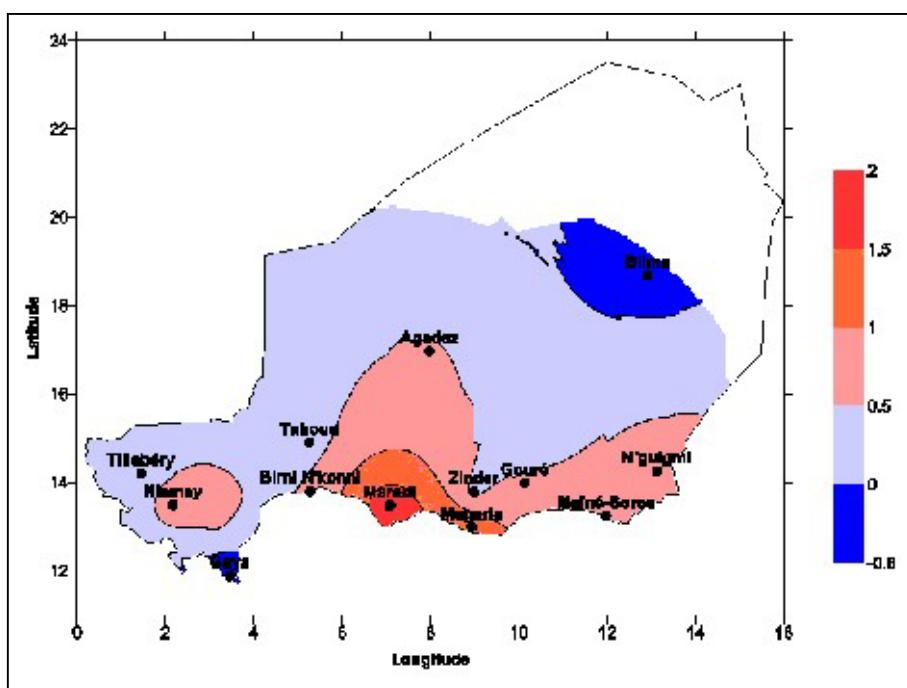 24
22
20
18
16
14
12
0 2 4 6 8 10 12 14 16
Latitude
Longitude
2
1.5
1
0.5
0
-0.8
Bilma
Agadez
Tahoua
Tillabéry
Niamey
Birni N'konni
Maradi
Zinder
Gouré
N'guigmi
Magaria
Maïné-Soroa
Gaya